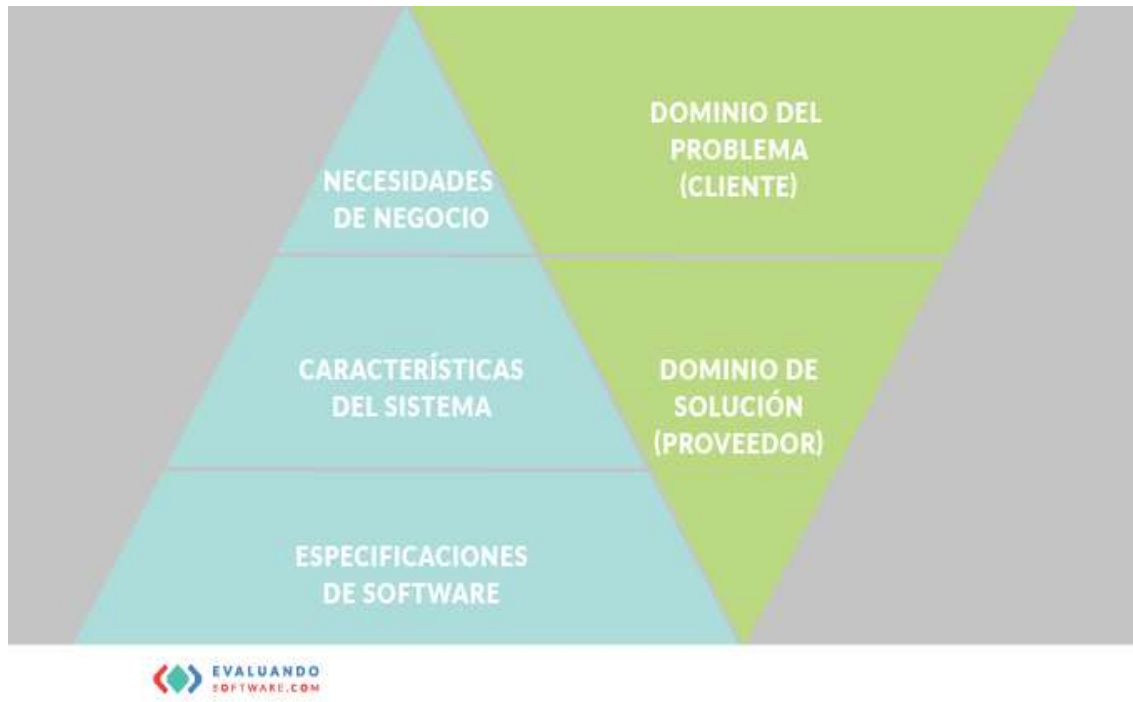 NECESIDADES
DE NEGOCIO
DOMINIO DEL
PROBLEMA
(CLIENTE)
CARACTERÍSTICAS
DEL SISTEMA
DOMINIO DE
SOLUCIÓN
(PROVEEDOR)
ESPECIFICACIONES
DE SOFTWARE
EVALUANDO
SOFTWARE.COM